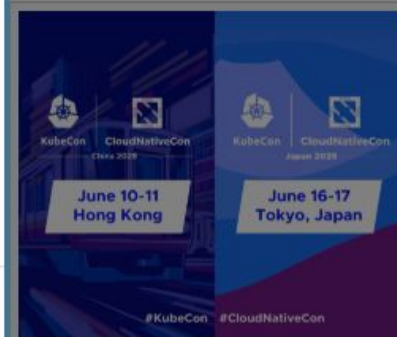 KubeCon CloudNativeCon
China 2025
June 10-11
Hong Kong
KubeCon CloudNativeCon
Japan 2025
June 16-17
Tokyo, Japan
#KubeCon #CloudNativeCon